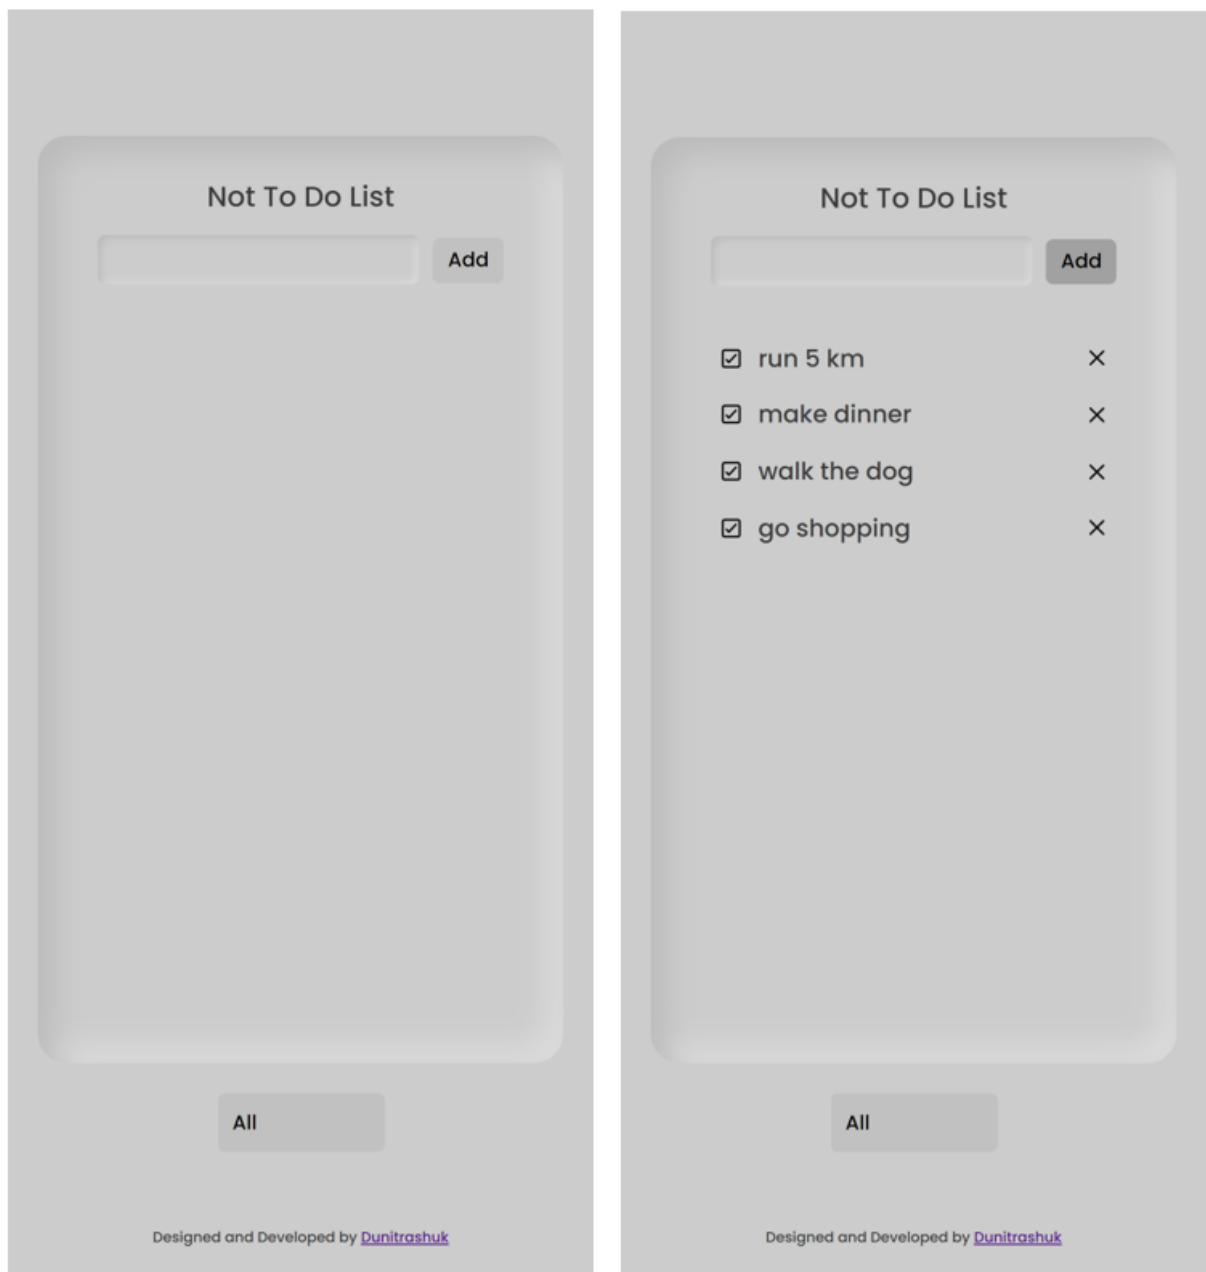 Not To Do List
Add
All
Designed and Developed by Dunitrashuk
Not To Do List
Add
run 5 km
make dinner
walk the dog
go shopping
All
Designed and Developed by Dunitrashuk